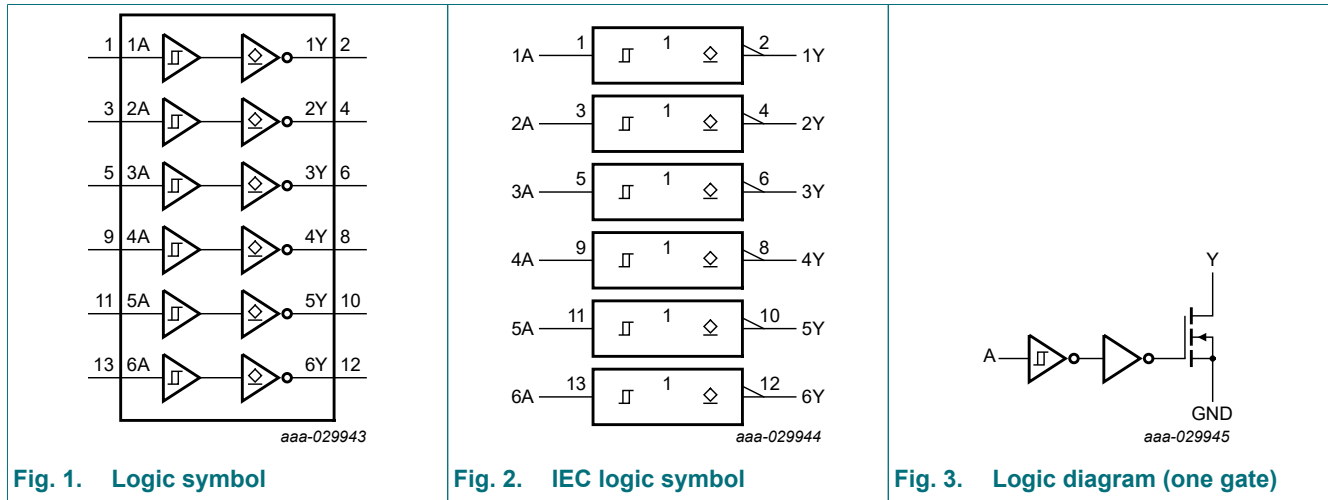 1 1A 1Y 2
3 2A 2Y 4
5 3A 3Y 6
9 4A 4Y 8
11 5A 5Y 10
13 6A 6Y 12
aaa-029943
Fig. 1. Logic symbol
1A 1 1 2 1Y
2A 3 1 4 2Y
3A 5 1 6 3Y
4A 9 1 8 4Y
5A 11 1 10 5Y
6A 13 1 12 6Y
aaa-029944
Fig. 2. IEC logic symbol
Y
A
GND
aaa-029945
Fig. 3. Logic diagram (one gate)